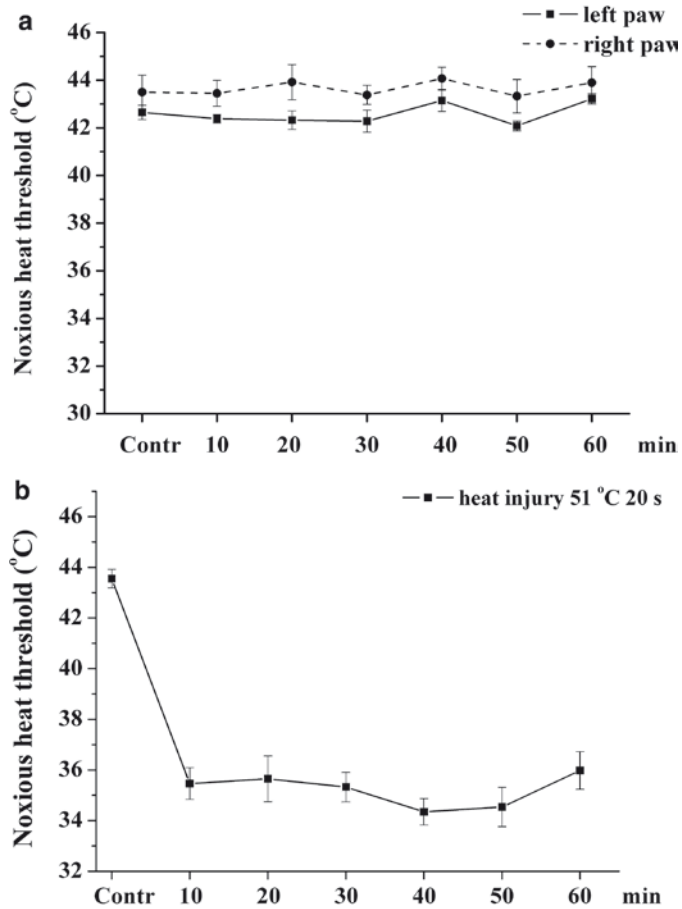 a
left paw
right paw
Noxious heat threshold (°C)
46
44
42
40
38
36
34
32
30
Contr 10 20 30 40 50 60 min
b
heat injury 51 °C 20 s
Noxious heat threshold (°C)
46
44
42
40
38
36
34
32
Contr 10 20 30 40 50 60 min